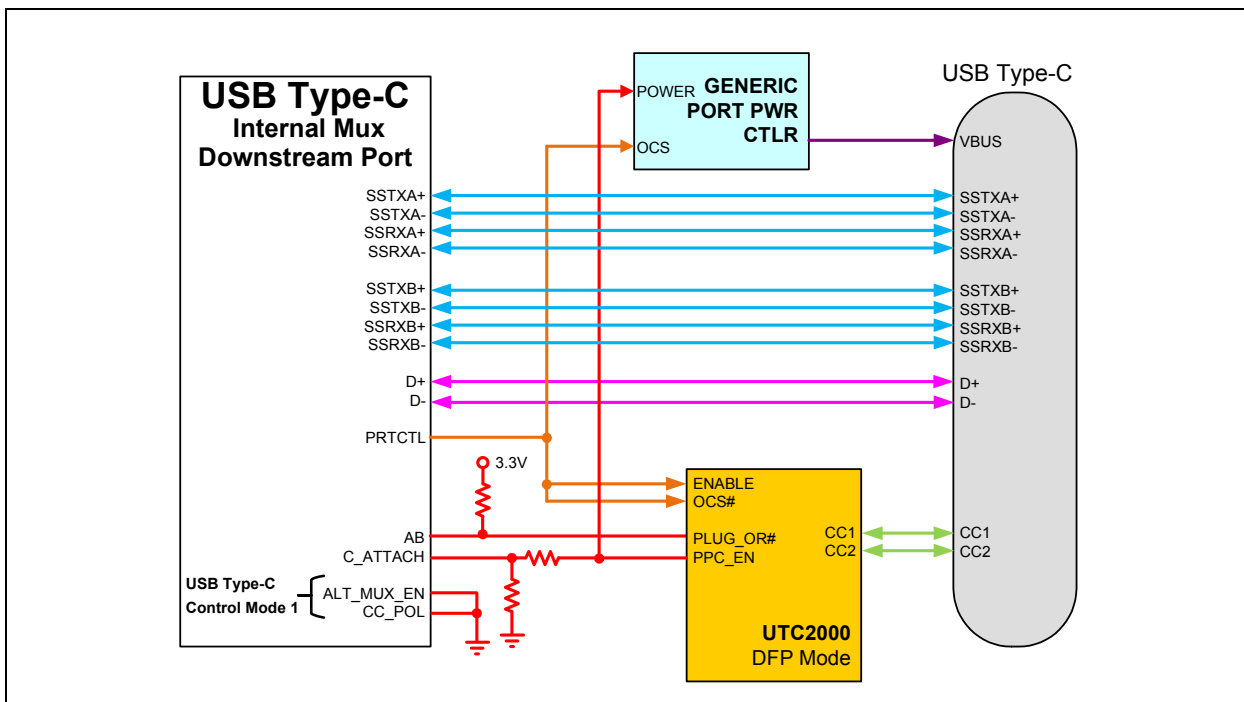 USB Type-C
Internal Mux
Downstream Port
SSTXA+
SSTXA-
SSRXA+
SSRXA-
SSTXB+
SSTXB-
SSRXB+
SSRXB-
D+
D-
PRTCTL
3.3V
AB
C_ATTACH
USB Type-C
Control Mode 1
ALT_MUX_EN
CC_POL
POWER
GENERIC
PORT PWR
CTLR
OCS
ENABLE
OCS#
PLUG_OR#
PPC_EN
CC1
CC2
UTC2000
DFP Mode
USB Type-C
VBUS
SSTXA+
SSTXA-
SSRXA+
SSRXA-
SSTXB+
SSTXB-
SSRXB+
SSRXB-
D+
D-
CC1
CC2